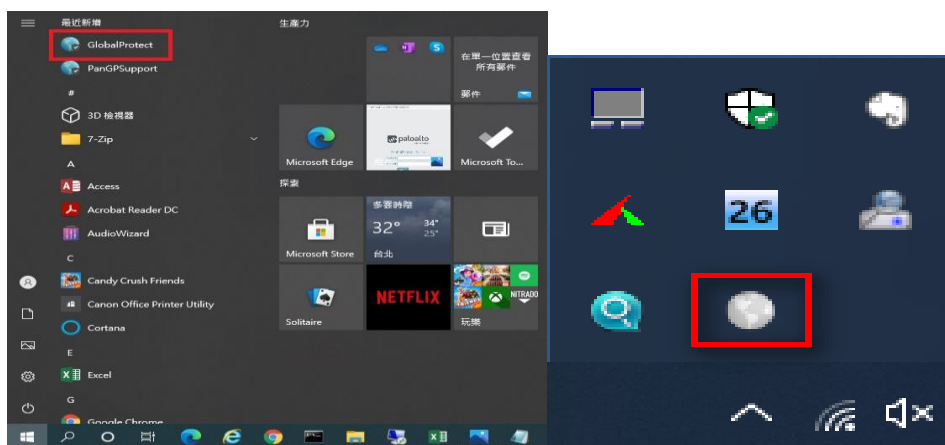 最近新增
GlobalProtect
PanGPSupport
#
3D 檢視器
7-Zip
A
Access
Acrobat Reader DC
AudioWizard
C
Candy Crush Friends
Canon Office Printer Utility
Cortana
E
Excel
G
Google Chrome
生產力
在單一位置查看
所有郵件
郵件
Microsoft Edge
paloalto
Microsoft To...
探索
Microsoft Store
多雲時陰
32°
34°
25°
台北
Solitaire
NETFLIX
NITRADO
玩樂
26